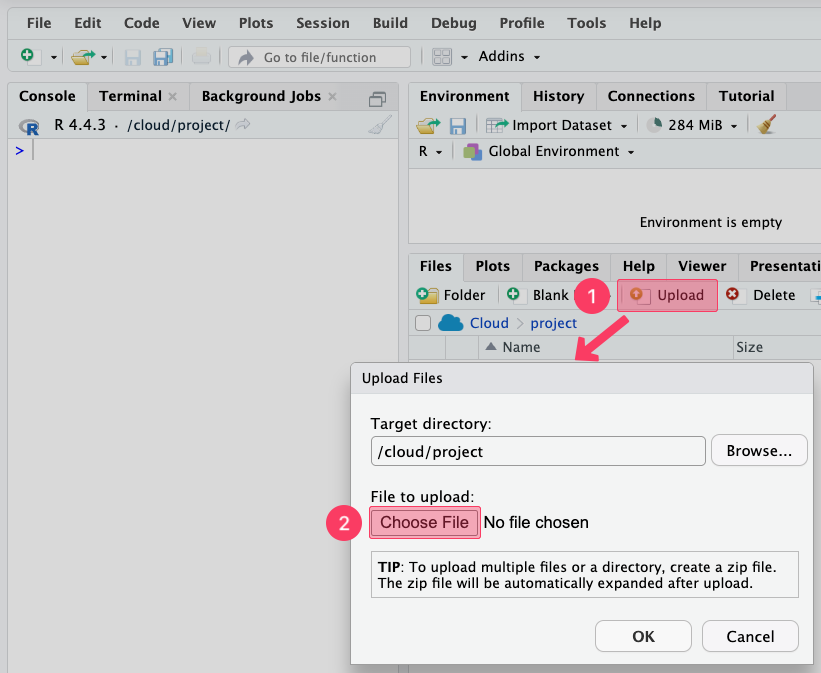 File Edit Code View Plots Session Build Debug Profile Tools Help
Go to file/function Addins
Console Terminal Background Jobs
R 4.4.3 · /cloud/project/
>
Environment History Connections Tutorial
Import Dataset 284 MiB
R Global Environment
Environment is empty
Files Plots Packages Help Viewer Presentati
Folder Blank 1 Upload Delete
Cloud project
Name Size
Upload Files
Target directory:
/cloud/project Browse...
File to upload:
2 Choose File No file chosen
TIP: To upload multiple files or a directory, create a zip file.
The zip file will be automatically expanded after upload.
OK Cancel